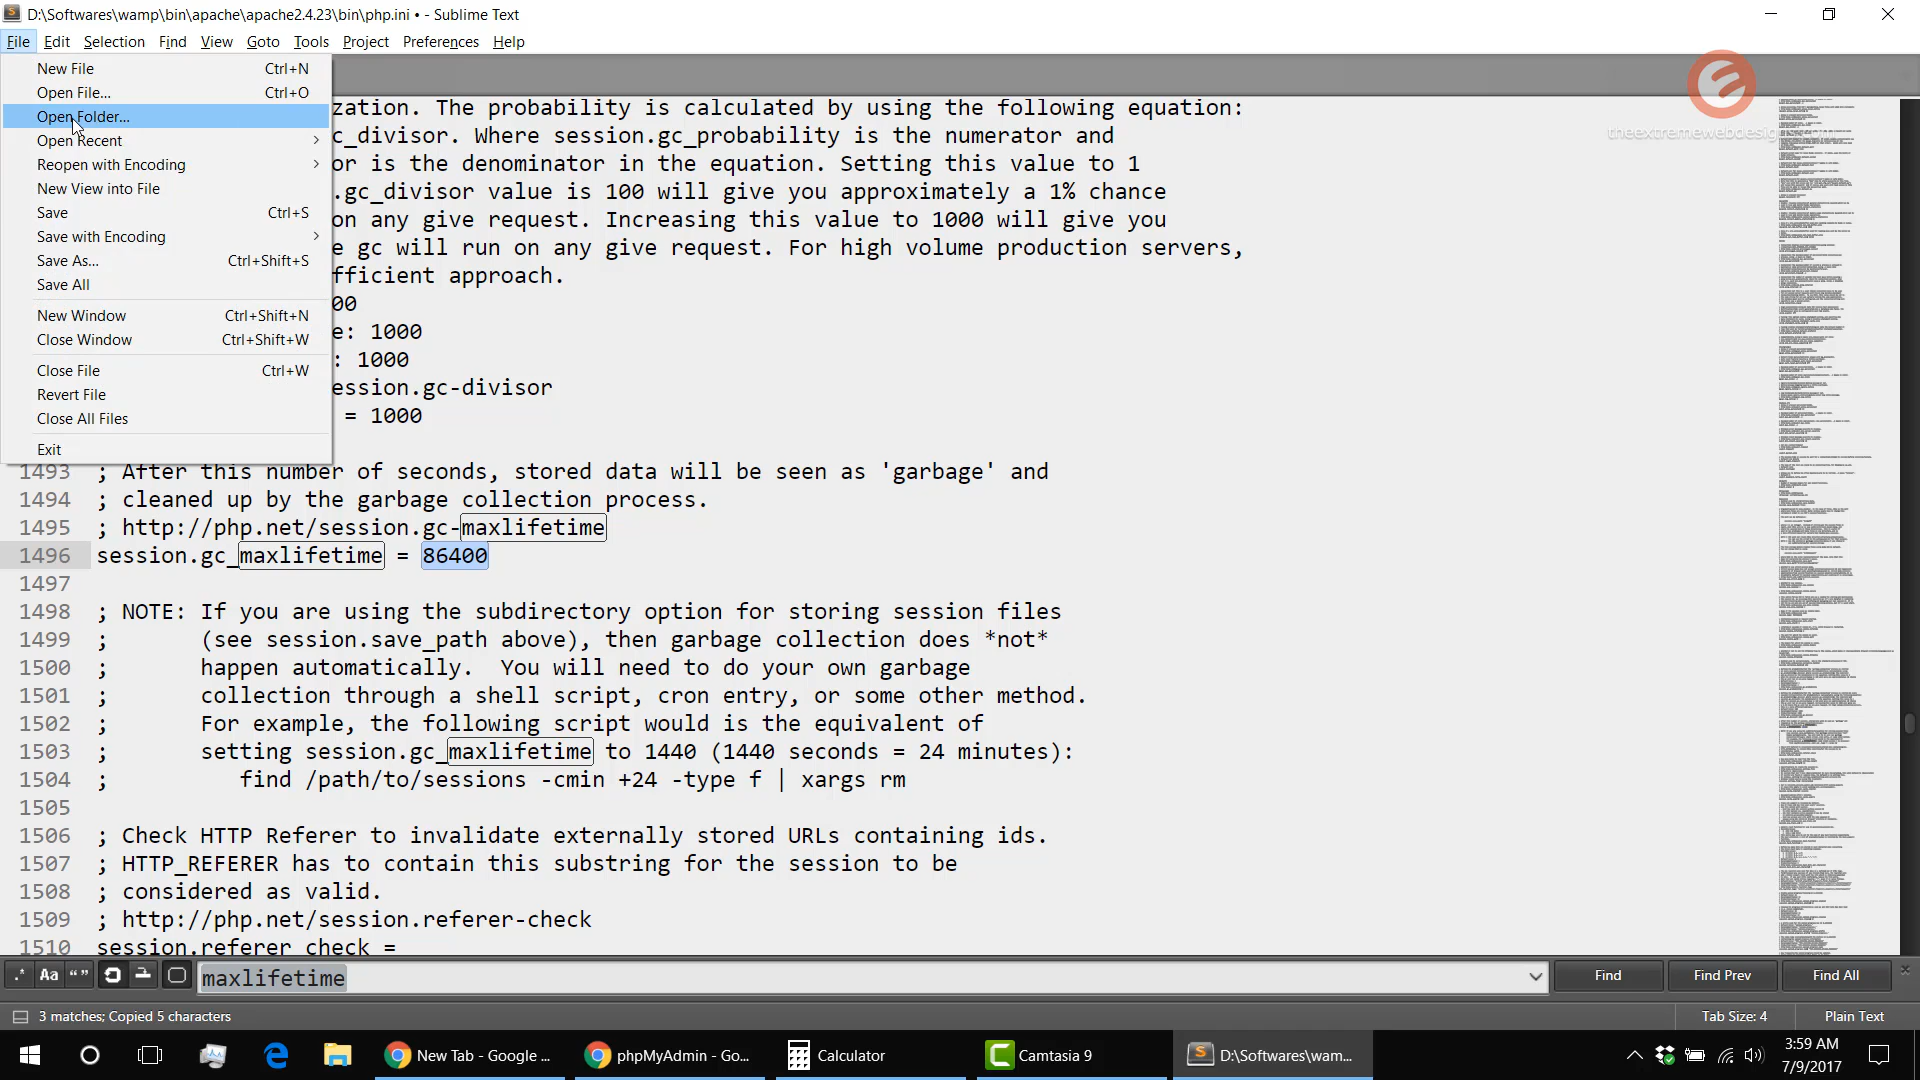 D:\Softwares\wamp\bin\apache\apache2.4.23\bin\php.ini • - Sublime Text
File Edit Selection Find View Goto Tools Project Preferences Help
New File Ctrl+N
Open File... Ctrl+O
Open Folder...
Open Recent
Reopen with Encoding
New View into File
Save Ctrl+S
Save with Encoding
Save As... Ctrl+Shift+S
Save All
New Window Ctrl+Shift+N
Close Window Ctrl+Shift+W
Close File Ctrl+W
Revert File
Close All Files
Exit
theextremewebdesig
zation. The probability is calculated by using the following equation:
c_divisor. Where session.gc_probability is the numerator and
or is the denominator in the equation. Setting this value to 1
.gc_divisor value is 100 will give you approximately a 1% chance
on any give request. Increasing this value to 1000 will give you
e gc will run on any give request. For high volume production servers,
fficient approach.
00
e: 1000
: 1000
ession.gc-divisor
= 1000
1493 ; After this number of seconds, stored data will be seen as 'garbage' and
1494 ; cleaned up by the garbage collection process.
1495 ; http://php.net/session.gc-maxlifetime
1496 session.gc_maxlifetime = 86400
1497
1498 ; NOTE: If you are using the subdirectory option for storing session files
1499 ; (see session.save_path above), then garbage collection does *not*
1500 ; happen automatically. You will need to do your own garbage
1501 ; collection through a shell script, cron entry, or some other method.
1502 ; For example, the following script would is the equivalent of
1503 ; setting session.gc_maxlifetime to 1440 (1440 seconds = 24 minutes):
1504 ; find /path/to/sessions -cmin +24 -type f | xargs rm
1505
1506 ; Check HTTP Referer to invalidate externally stored URLs containing ids.
1507 ; HTTP_REFERER has to contain this substring for the session to be
1508 ; considered as valid.
1509 ; http://php.net/session.referer-check
1510 session.referer_check =
.* Aa “” maxlifetime Find Find Prev Find All
3 matches; Copied 5 characters Tab Size: 4 Plain Text
New Tab - Google ... phpMyAdmin - Go... Calculator Camtasia 9 D:\Softwares\wam... 3:59 AM
7/9/2017